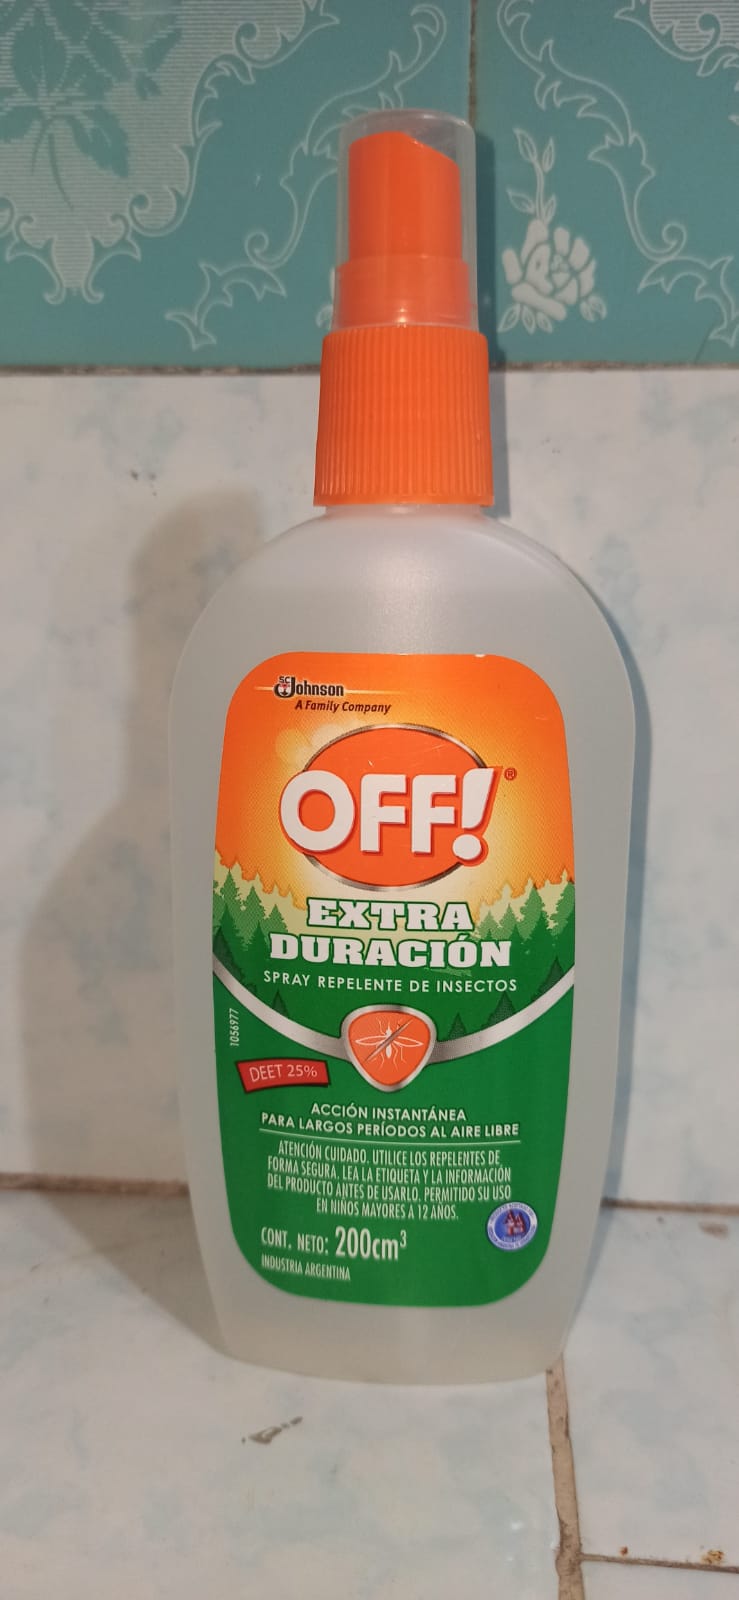 SC Johnson
A Family Company
OFF!®
EXTRA
DURACIÓN
SPRAY REPELENTE DE INSECTOS
1056977
DEET 25%
ACCIÓN INSTANTÁNEA
PARA LARGOS PERÍODOS AL AIRE LIBRE
ATENCIÓN CUIDADO. UTILICE LOS REPELENTES DE
FORMA SEGURA. LEA LA ETIQUETA Y LA INFORMACIÓN
DEL PRODUCTO ANTES DE USARLO. PERMITIDO SU USO
EN NIÑOS MAYORES A 12 AÑOS.
CONT. NETO: 200cm³
INDUSTRIA ARGENTINA